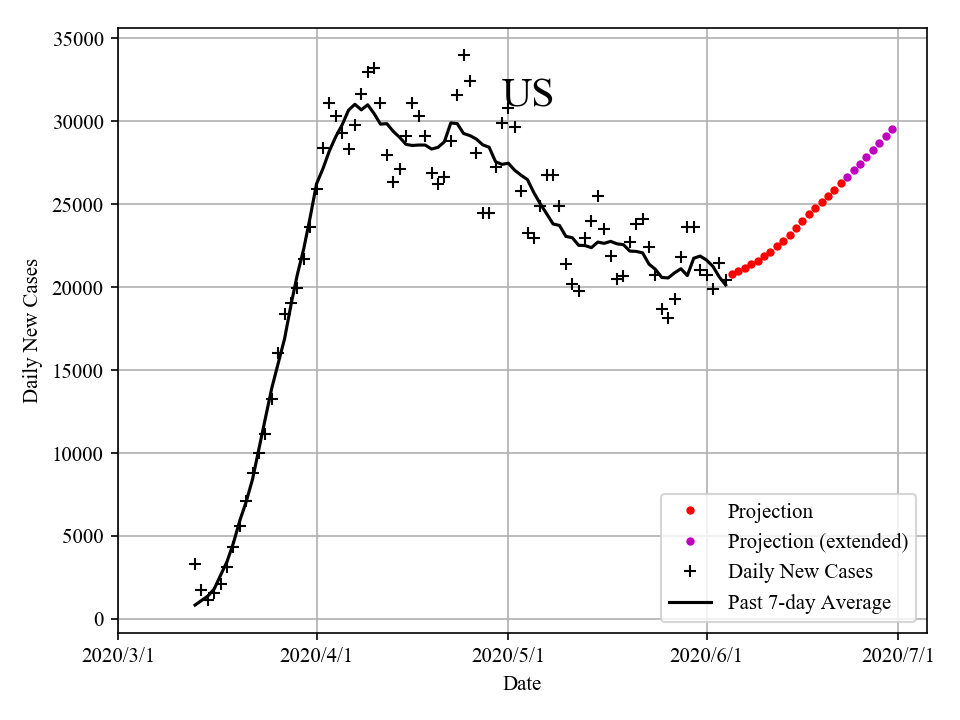 US
35000
30000
25000
20000
15000
10000
5000
0
Daily New Cases
2020/3/1
2020/4/1
2020/5/1
2020/6/1
2020/7/1
Date
Projection
Projection (extended)
Daily New Cases
Past 7-day Average